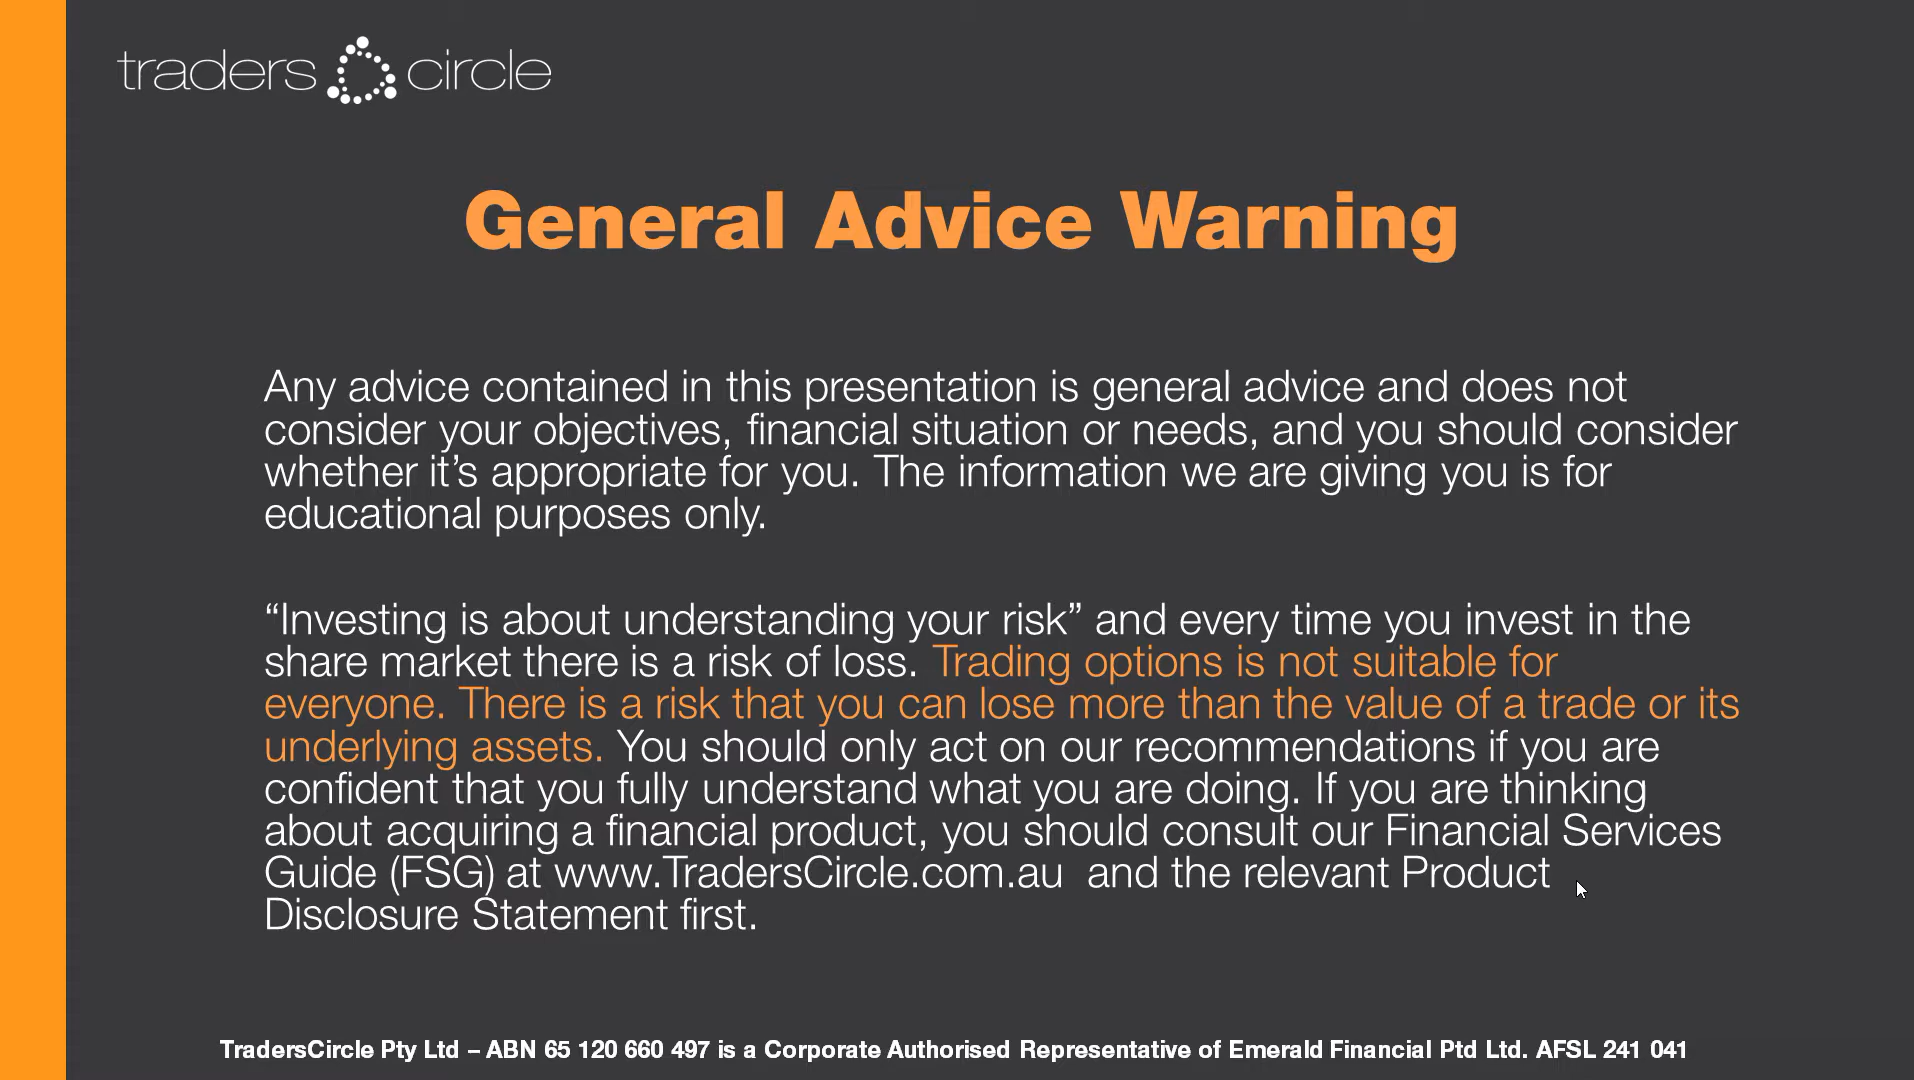 traders circle
General Advice Warning
Any advice contained in this presentation is general advice and does not
consider your objectives, financial situation or needs, and you should consider
whether it’s appropriate for you. The information we are giving you is for
educational purposes only.
“Investing is about understanding your risk” and every time you invest in the
share market there is a risk of loss. Trading options is not suitable for
everyone. There is a risk that you can lose more than the value of a trade or its
underlying assets. You should only act on our recommendations if you are
confident that you fully understand what you are doing. If you are thinking
about acquiring a financial product, you should consult our Financial Services
Guide (FSG) at www.TradersCircle.com.au  and the relevant Product
Disclosure Statement first.
TradersCircle Pty Ltd – ABN 65 120 660 497 is a Corporate Authorised Representative of Emerald Financial Ptd Ltd. AFSL 241 041